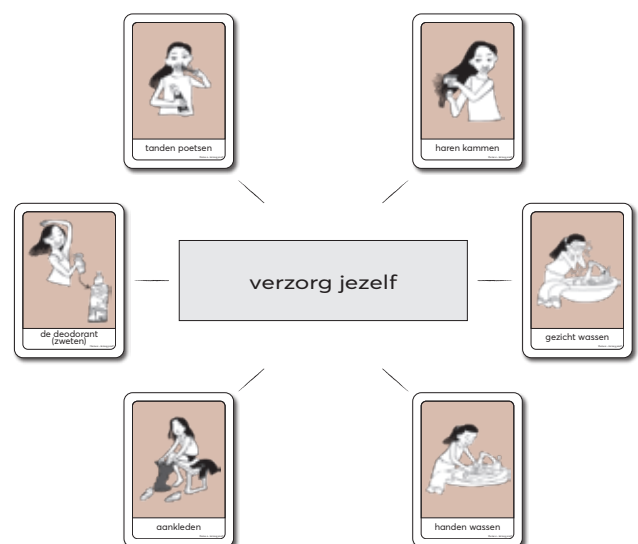 tanden poetsen
haren kammen
de deodorant
(zweten)
verzorg jezelf
gezicht wassen
aankleden
handen wassen